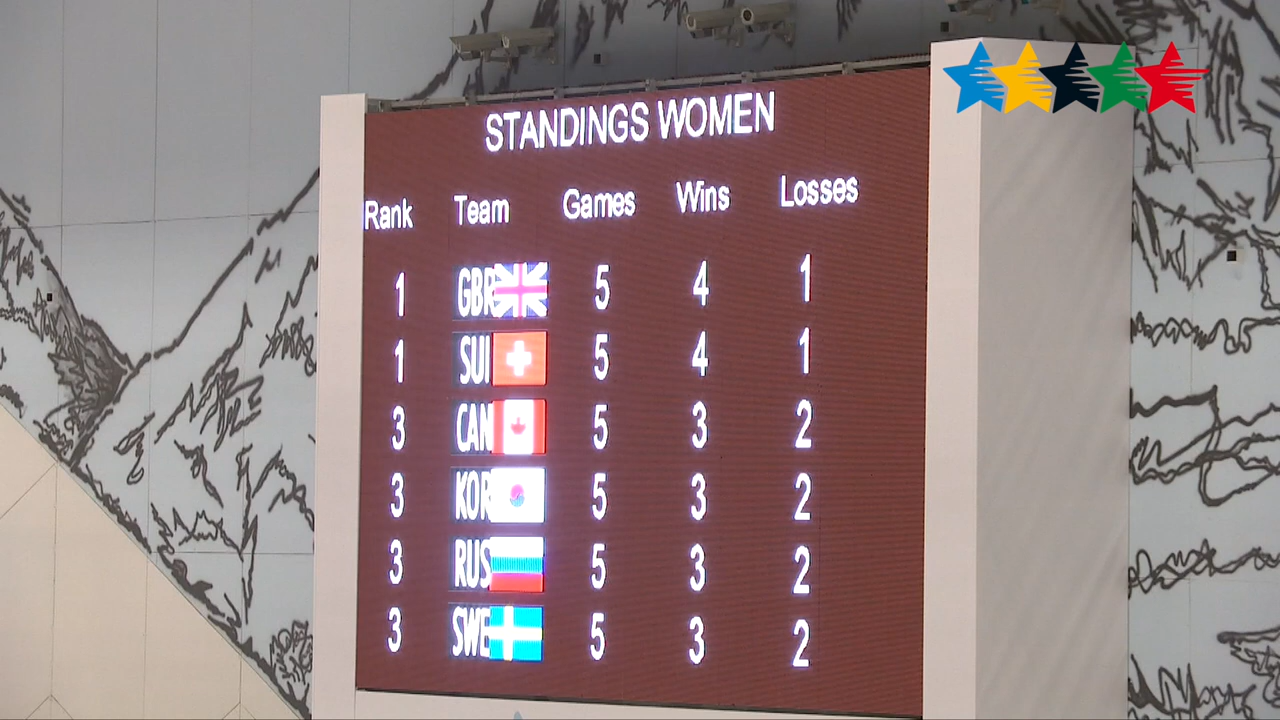 STANDINGS WOMEN
Rank Team Games Wins Losses
1 GBR 5 4 1
1 SUI 5 4 1
3 CAN 5 3 2
3 KOR 5 3 2
3 RUS 5 3 2
3 SWE 5 3 2